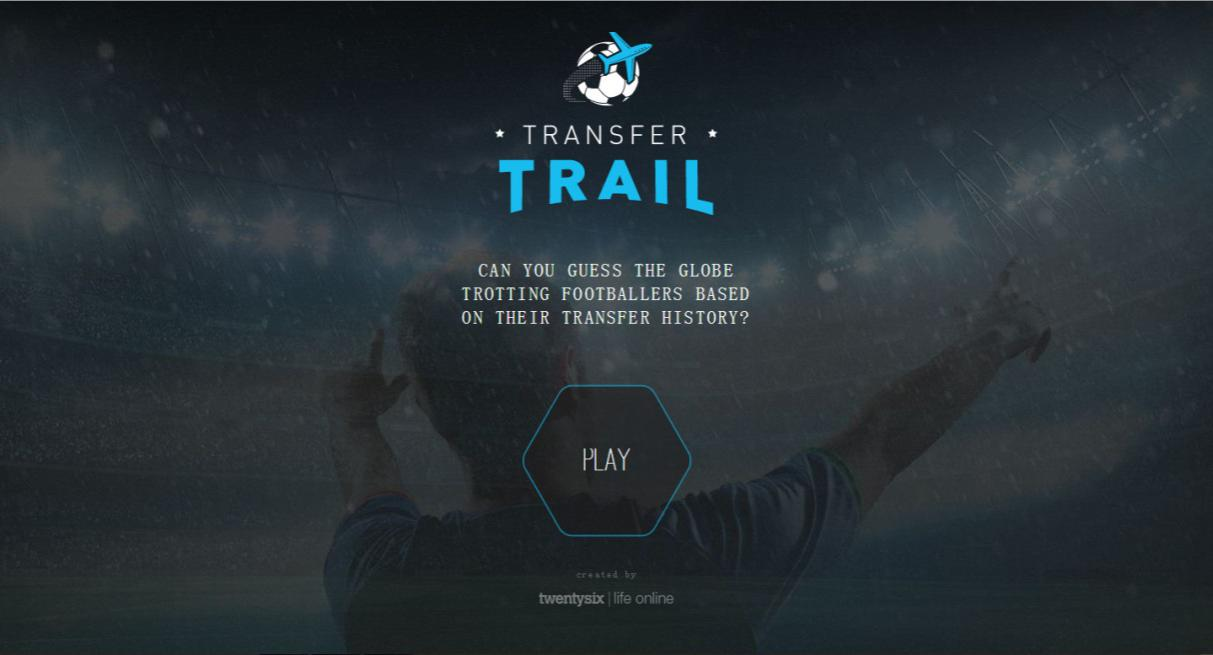 TRANSFER
TRAIL
CAN YOU GUESS THE GLOBE
TROTTING FOOTBALLERS BASED
ON THEIR TRANSFER HISTORY?
PLAY
created by
twentysix | life online